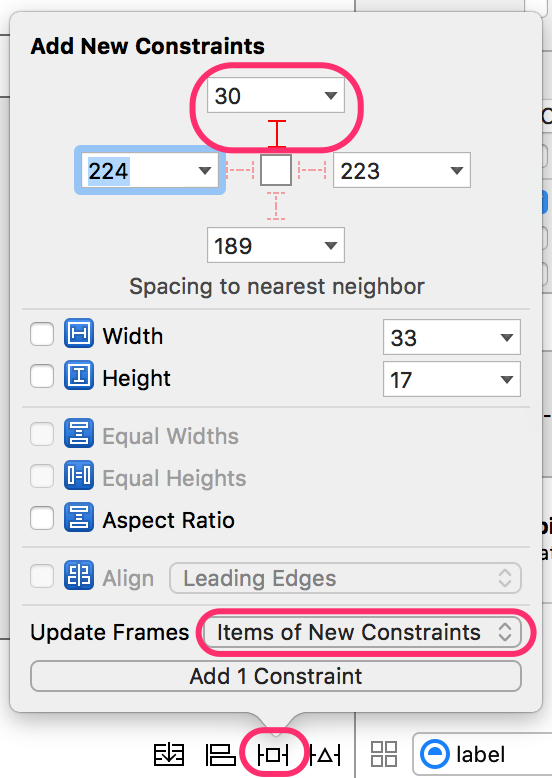 Add New Constraints
30
224
223
189
Spacing to nearest neighbor
Width
33
Height
17
Equal Widths
Equal Heights
Aspect Ratio
Align
Leading Edges
Update Frames
Items of New Constraints
Add 1 Constraint
label